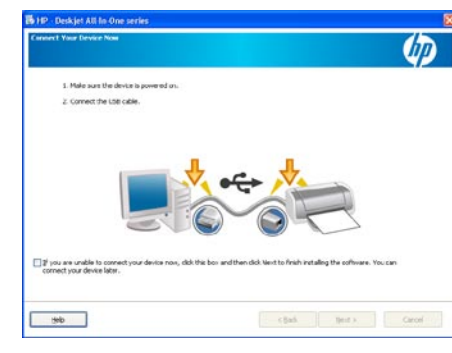 HP - Deskjet All-In-One series
Connect Your Device Now
hp
1. Make sure the device is powered on.
2. Connect the USB cable.
If you are unable to connect your device now, click this box and then click Next to finish installing the software. You can
connect your device later.
Help
< Back
Next >
Cancel